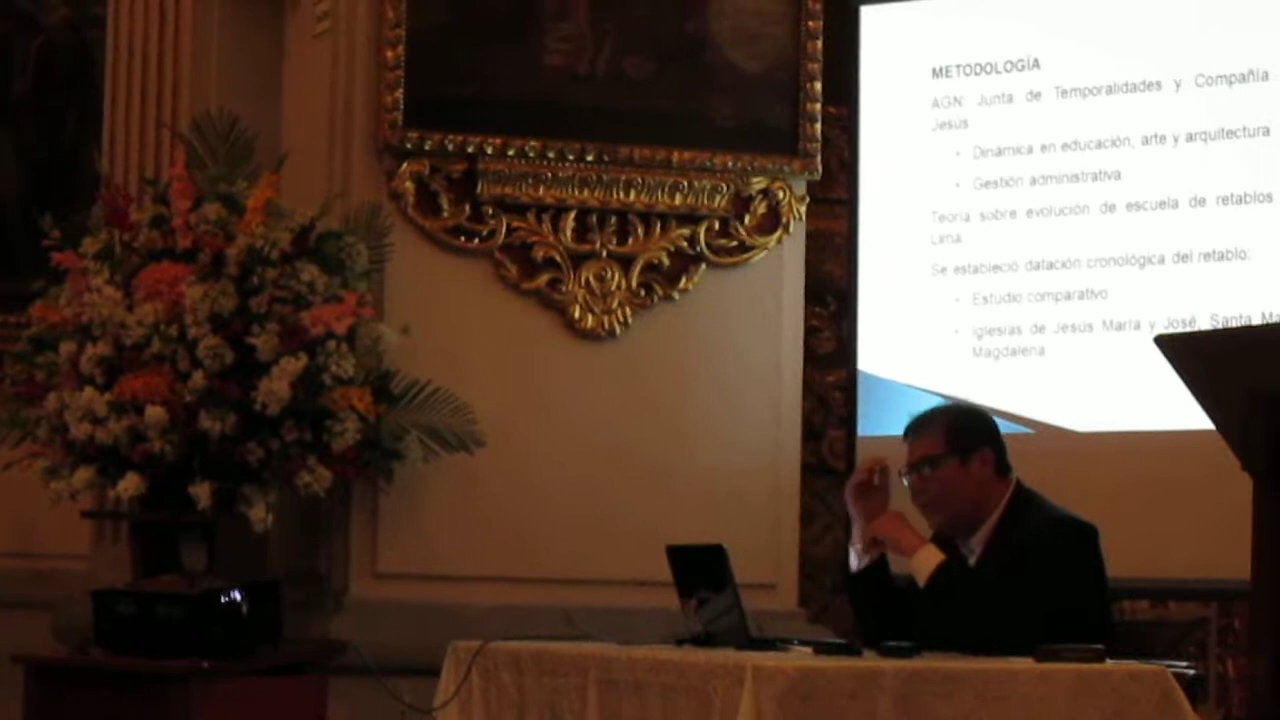 METODOLOGÍA
AGN: Junta de Temporalidades y Compañía
Jesús
• Dinámica en educación, arte y arquitectura
• Gestión administrativa
Teoría sobre evolución de escuela de retablos
Lima
Se estableció datación cronológica del retablo:
• Estudio comparativo
• iglesias de Jesús María y José, Santa
Magdalena